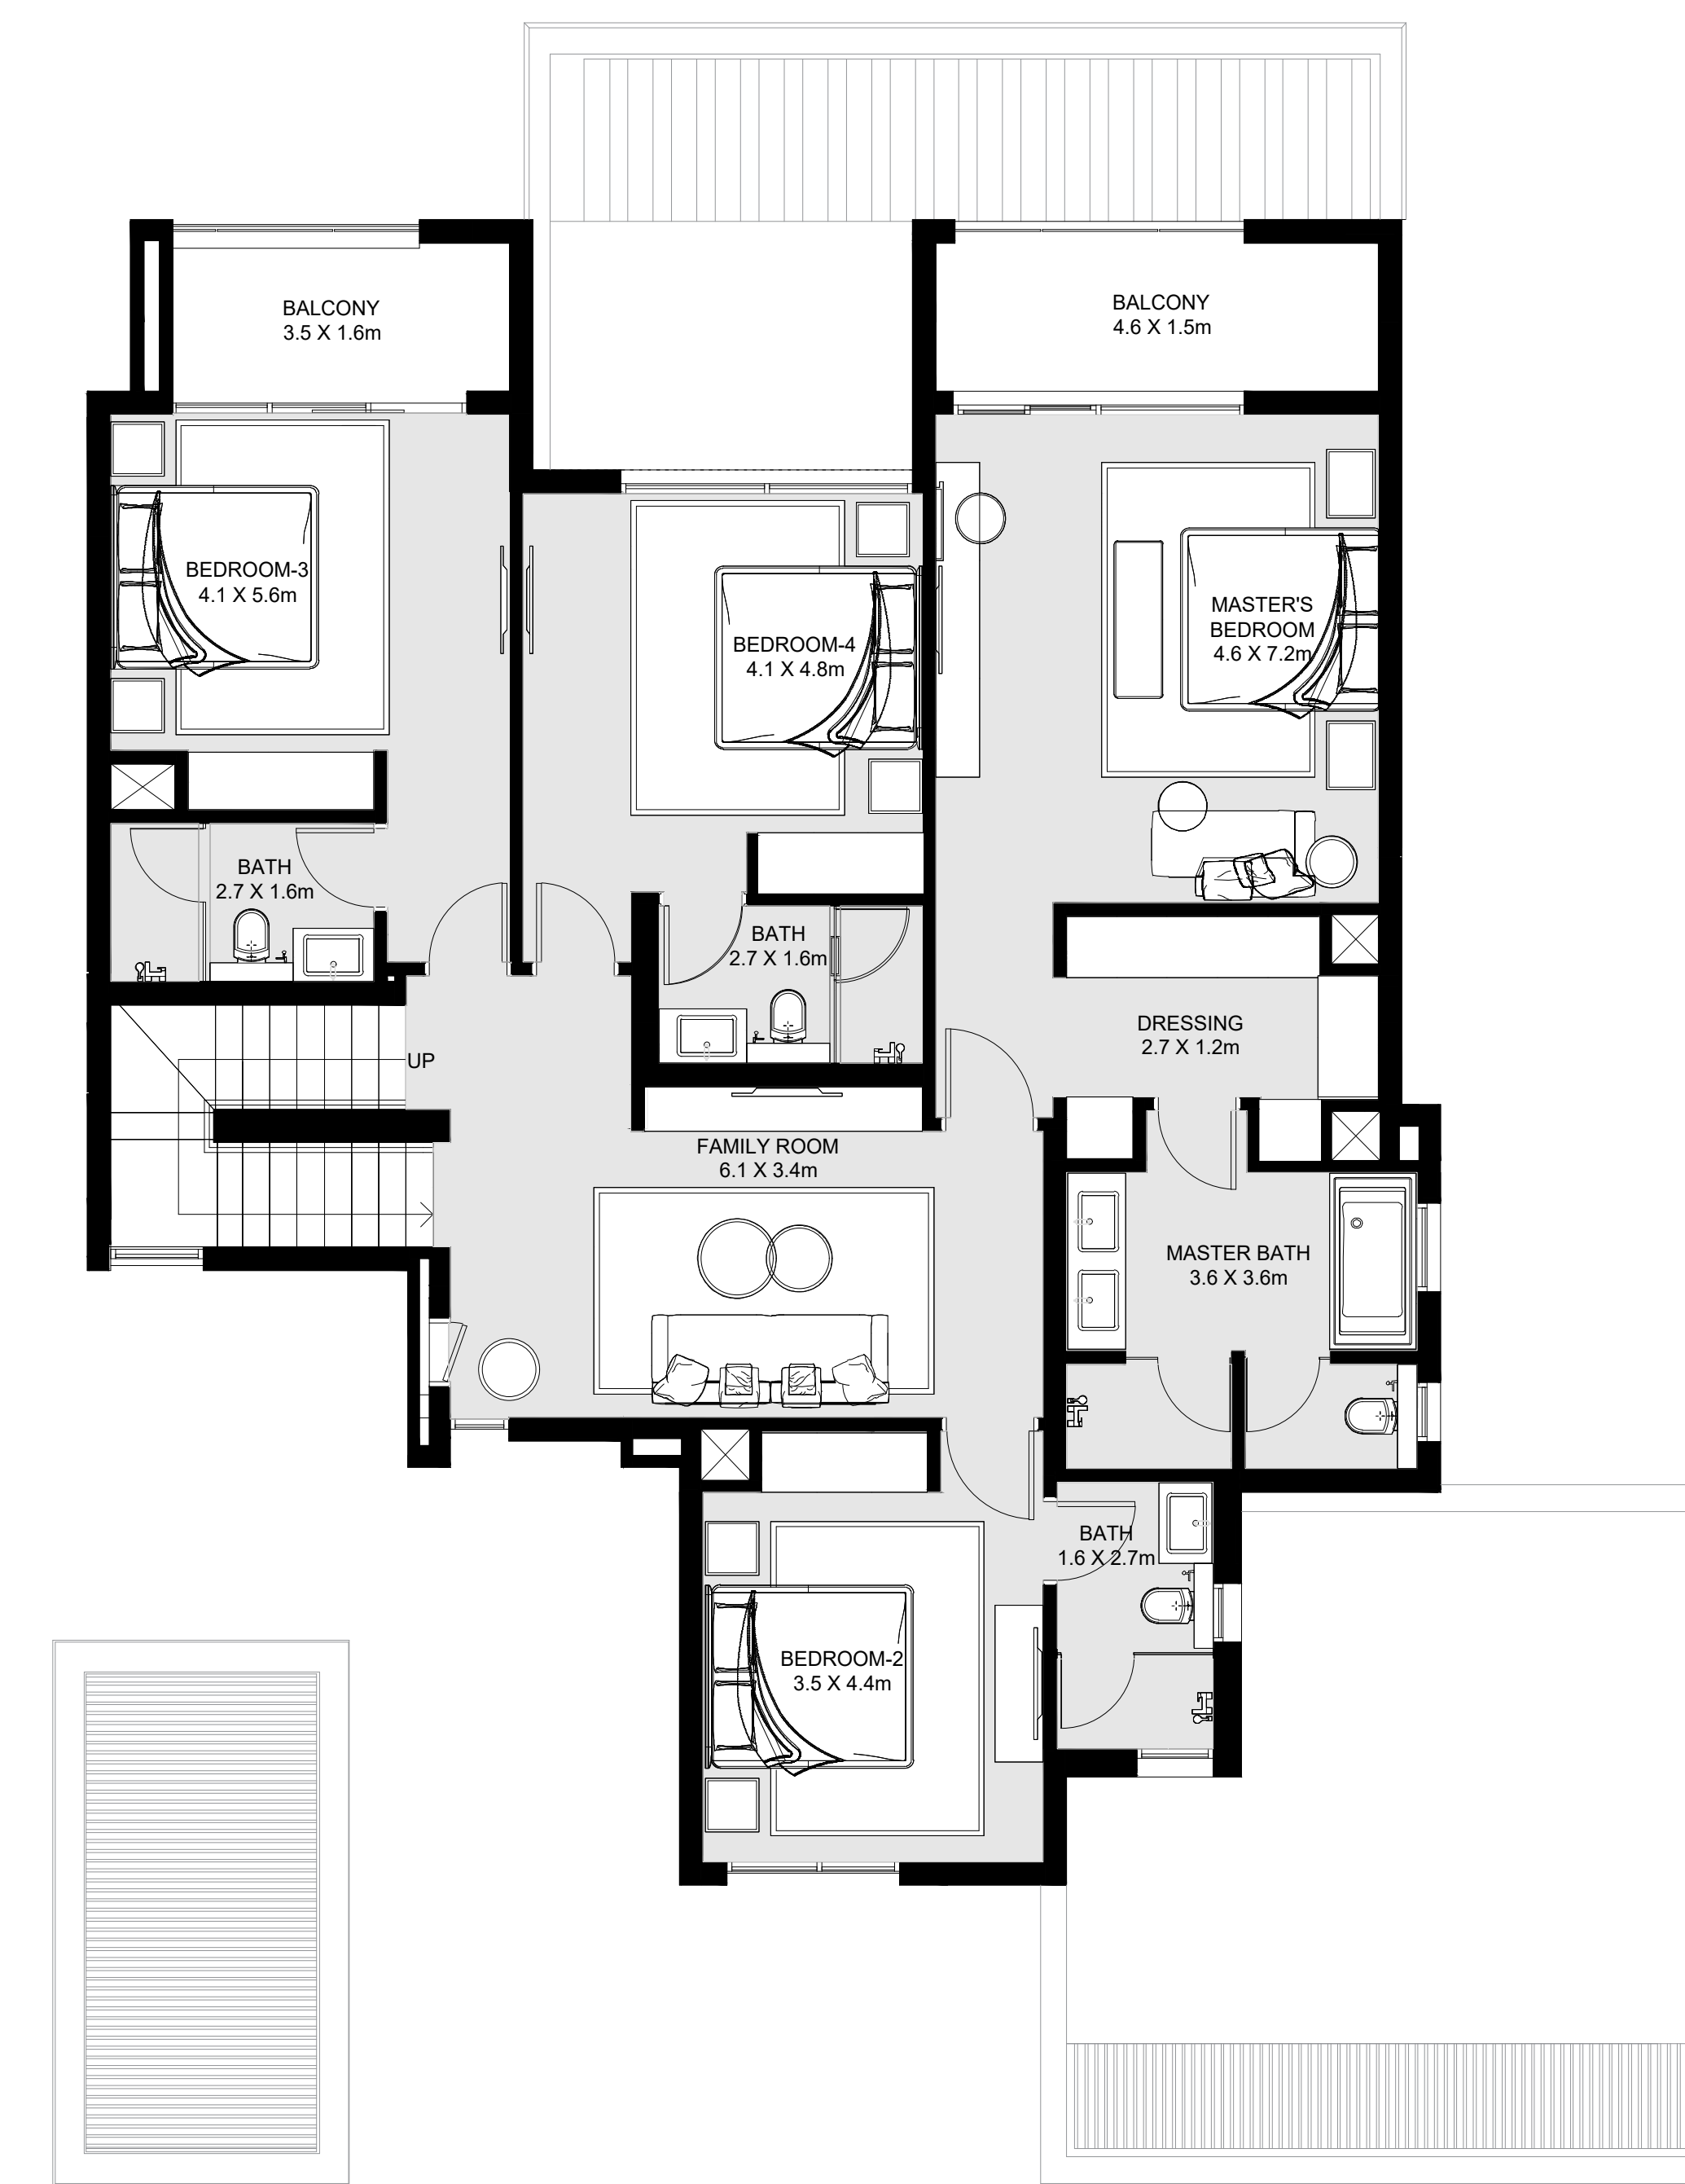 BALCONY
3.5 X 1.6m
BALCONY
4.6 X 1.5m
BEDROOM-3
4.1 X 5.6m
BEDROOM-4
4.1 X 4.8m
MASTER'S
BEDROOM
4.6 X 7.2m
BATH
2.7 X 1.6m
BATH
2.7 X 1.6m
DRESSING
2.7 X 1.2m
UP
FAMILY ROOM
6.1 X 3.4m
MASTER BATH
3.6 X 3.6m
BATH
1.6 X 2.7m
BEDROOM-2
3.5 X 4.4m